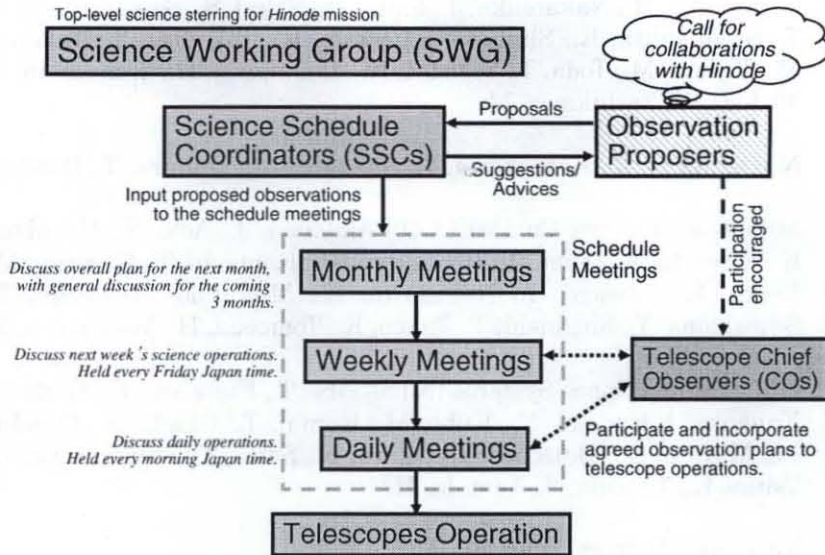 Top-level science sterring for Hinode mission
Science Working Group (SWG)
Call for
collaborations
with Hinode
Science Schedule
Coordinators (SSCs)
Proposals
Suggestions/
Advices
Observation
Proposers
Input proposed observations
to the schedule meetings
Participation
encouraged
Schedule
Meetings
Discuss overall plan for the next month,
with general discussion for the coming
3 months.
Monthly Meetings
Discuss next week's science operations.
Held every Friday Japan time.
Weekly Meetings
Telescope Chief
Observers (COs)
Discuss daily operations.
Held every morning Japan time.
Daily Meetings
Participate and incorporate
agreed observation plans to
telescope operations.
Telescopes Operation